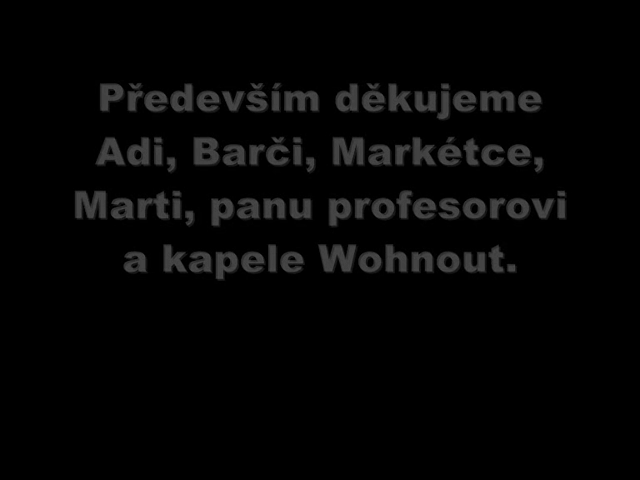 Především děkujeme
Adi, Barči, Markétce,
Marti, panu profesorovi
a kapele Wohnout.